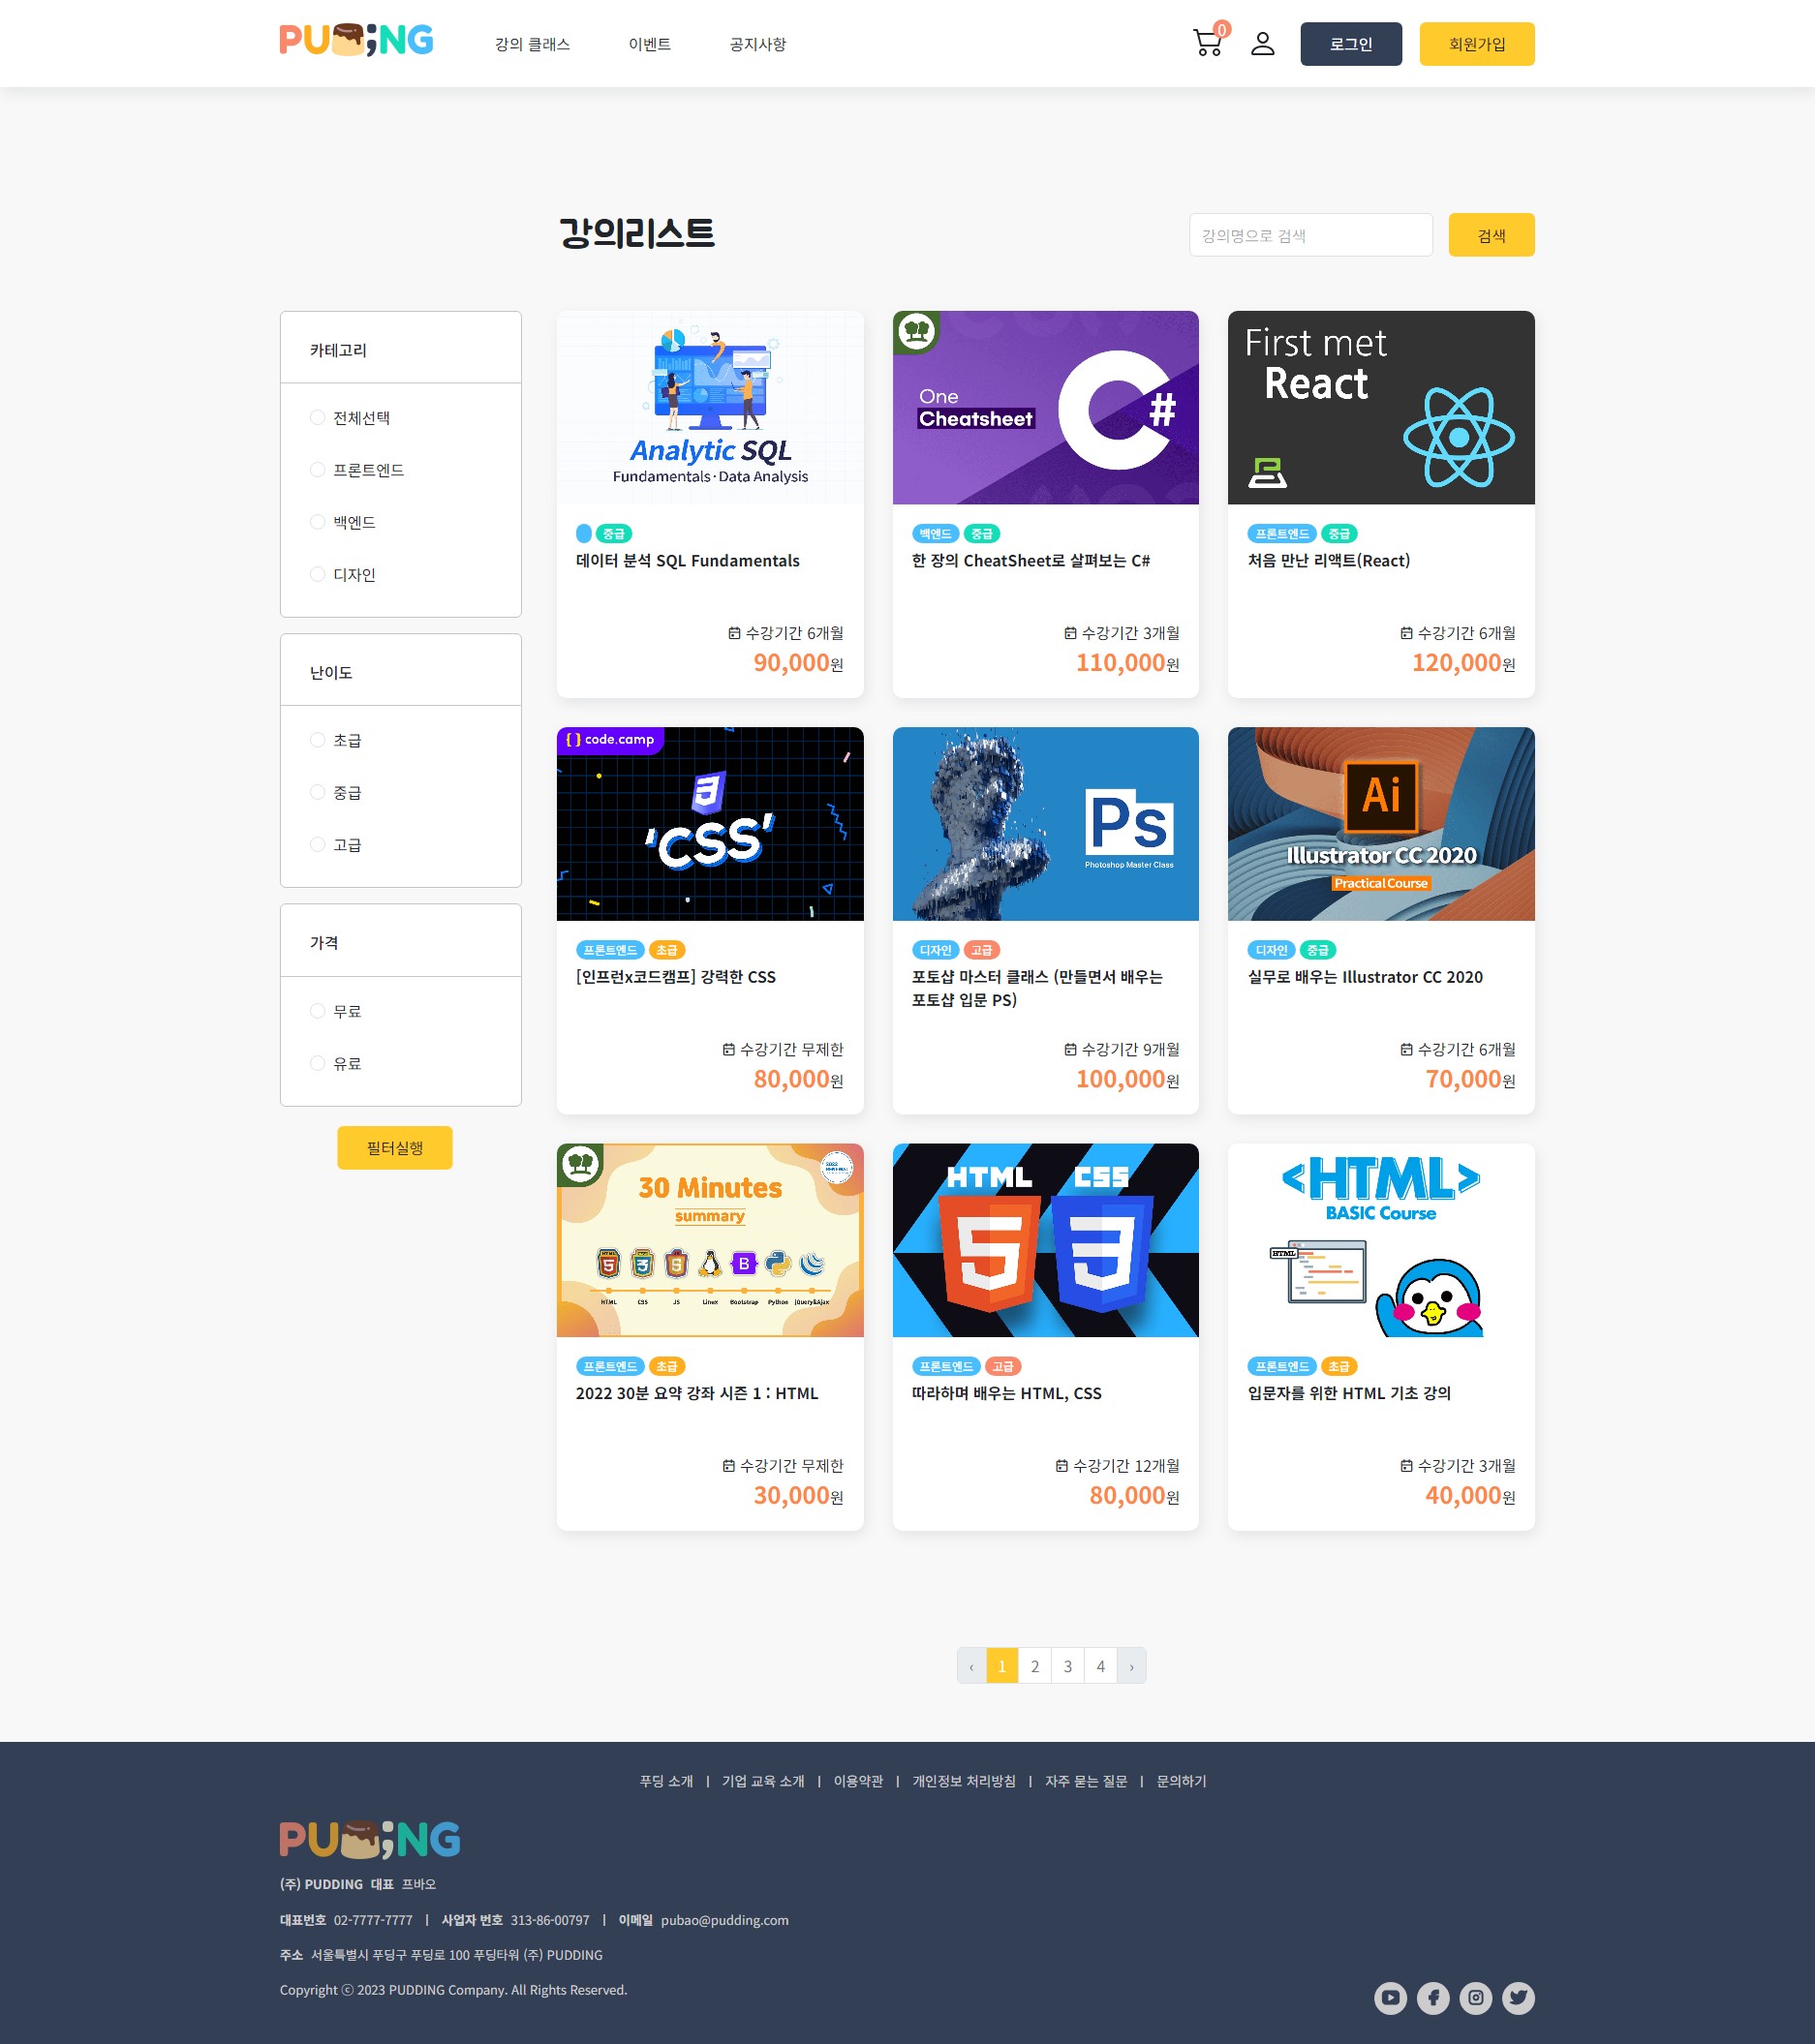 PUD;NG
강의 클래스
이벤트
공지사항
0
로그인
회원가입
강의리스트
강의명으로 검색
검색
카테고리
전체선택
프론트엔드
백엔드
디자인
난이도
초급
중급
고급
가격
무료
유료
필터실행
Analytic SQL
Fundamentals·Data Analysis
중급
데이터 분석 SQL Fundamentals
수강기간 6개월
90,000원
One
Cheatsheet
C#
백엔드 중급
한 장의 CheatSheet로 살펴보는 C#
수강기간 3개월
110,000원
First met
React
프론트엔드 중급
처음 만난 리액트(React)
수강기간 6개월
120,000원
{ } code.camp
3
'CSS'
프론트엔드 초급
[인프런x코드캠프] 강력한 CSS
수강기간 무제한
80,000원
Ps
Photoshop Master Class
디자인 고급
포토샵 마스터 클래스 (만들면서 배우는
포토샵 입문 PS)
수강기간 9개월
100,000원
Ai
Illustrator CC 2020
Practical Course
디자인 중급
실무로 배우는 Illustrator CC 2020
수강기간 6개월
70,000원
30 Minutes
summary
HTML CSS JS Linux Bootstrap Python jQuery&Ajax
프론트엔드 초급
2022 30분 요약 강좌 시즌 1 : HTML
수강기간 무제한
30,000원
HTML CSS
5 3
프론트엔드 고급
따라하며 배우는 HTML, CSS
수강기간 12개월
80,000원
<HTML>
BASIC Course
HTML
프론트엔드 초급
입문자를 위한 HTML 기초 강의
수강기간 3개월
40,000원
‹ 1 2 3 4 ›
푸딩 소개 | 기업 교육 소개 | 이용약관 | 개인정보 처리방침 | 자주 묻는 질문 | 문의하기
PUD;NG
(주) PUDDING 대표 프바오
대표번호 02-7777-7777 | 사업자 번호 313-86-00797 | 이메일 pubao@pudding.com
주소 서울특별시 푸딩구 푸딩로 100 푸딩타워 (주) PUDDING
Copyright ⓒ 2023 PUDDING Company. All Rights Reserved.